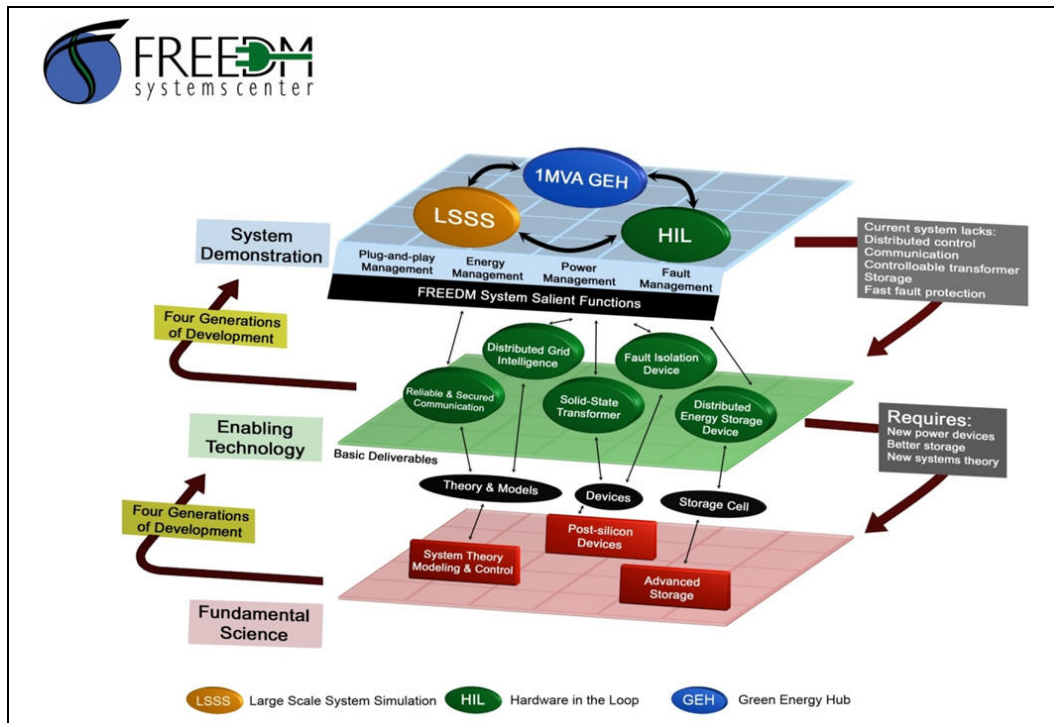 FREEDM
systems center
1MVA GEH
LSSS
HIL
System
Demonstration
Plug-and-play
Management
Energy
Management
Power
Management
Fault
Management
FREEDM System Salient Functions
Current system lacks:
Distributed control
Communication
Controlloable transformer
Storage
Fast fault protection
Four Generations
of Development
Distributed Grid
Intelligence
Fault Isolation
Device
Reliable & Secured
Communication
Solid-State
Transformer
Distributed
Energy Storage
Device
Enabling
Technology
Basic Deliverables
Requires:
New power devices
Better storage
New systems theory
Theory & Models
Devices
Storage Cell
Four Generations
of Development
Post-silicon
Devices
System Theory
Modeling & Control
Advanced
Storage
Fundamental
Science
LSSS Large Scale System Simulation HIL Hardware in the Loop GEH Green Energy Hub